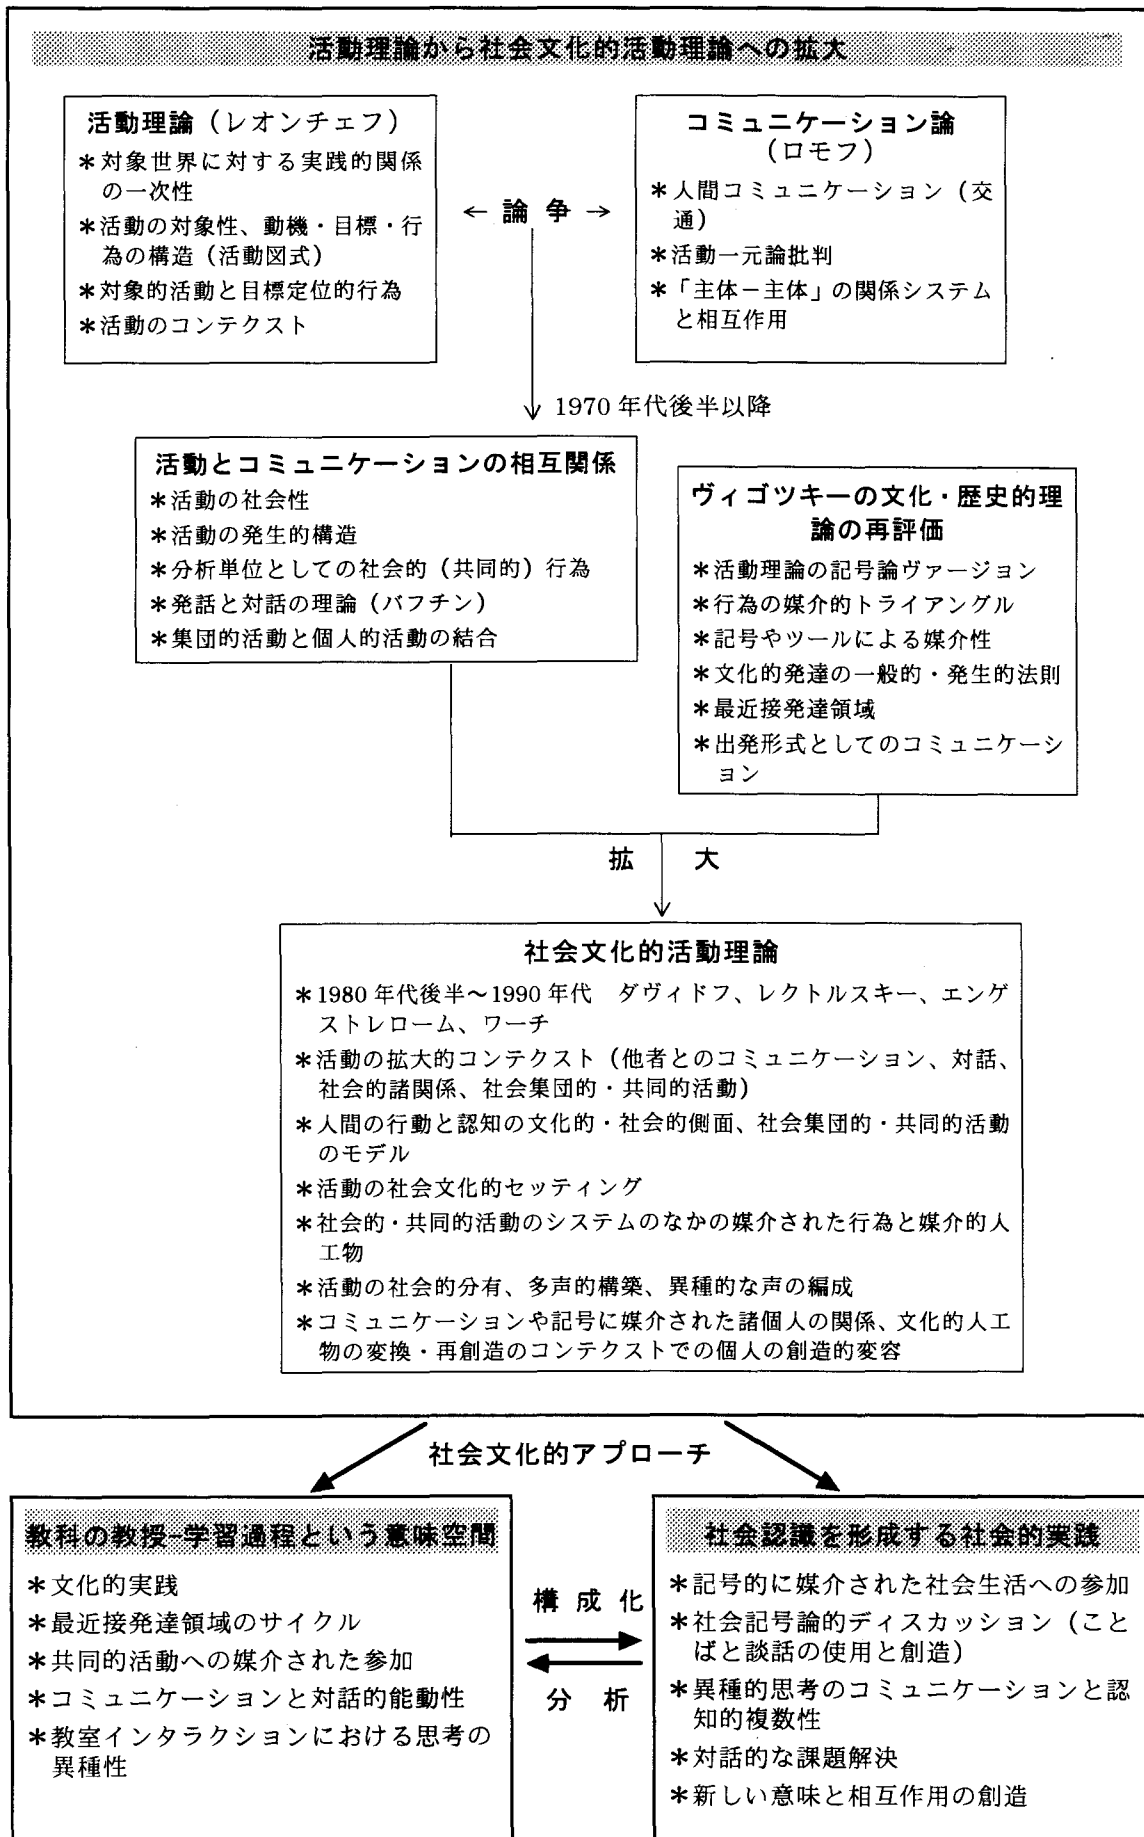 活動理論から社会文化的活動理論への拡大
活動理論（レオンチェフ）
＊対象世界に対する実践的関係
の一次性
＊活動の対象性、動機・目標・行
為の構造（活動図式）
＊対象的活動と目標定位的行為
＊活動のコンテクスト
← 論 争 →
コミュニケーション論
（ロモフ）
＊人間コミュニケーション（交
通）
＊活動一元論批判
＊「主体－主体」の関係システム
と相互作用
1970 年代後半以降
活動とコミュニケーションの相互関係
＊活動の社会性
＊活動の発生的構造
＊分析単位としての社会的（共同的）行為
＊発話と対話の理論（バフチン）
＊集団的活動と個人的活動の結合
ヴィゴツキーの文化・歴史的理
論の再評価
＊活動理論の記号論ヴァージョン
＊行為の媒介的トライアングル
＊記号やツールによる媒介性
＊文化的発達の一般的・発生的法則
＊最近接発達領域
＊出発形式としてのコミュニケーシ
ョン
拡 大
社会文化的活動理論
＊1980 年代後半～1990 年代　ダヴィドフ、レクトルスキー、エンゲ
ストレローム、ワーチ
＊活動の拡大的コンテクスト（他者とのコミュニケーション、対話、
社会的諸関係、社会集団的・共同的活動）
＊人間の行動と認知の文化的・社会的側面、社会集団的・共同的活動
のモデル
＊活動の社会文化的セッティング
＊社会的・共同的活動のシステムのなかの媒介された行為と媒介的人
工物
＊活動の社会的分有、多声的構築、異種的な声の編成
＊コミュニケーションや記号に媒介された諸個人の関係、文化的人工
物の変換・再創造のコンテクストでの個人の創造的変容
社会文化的アプローチ
教科の教授-学習過程という意味空間
＊文化的実践
＊最近接発達領域のサイクル
＊共同的活動への媒介された参加
＊コミュニケーションと対話的能動性
＊教室インタラクションにおける思考の
異種性
構 成 化
分 析
社会認識を形成する社会的実践
＊記号的に媒介された社会生活への参加
＊社会記号論的ディスカッション（こと
ばと談話の使用と創造）
＊異種的思考のコミュニケーションと認
知的複数性
＊対話的な課題解決
＊新しい意味と相互作用の創造